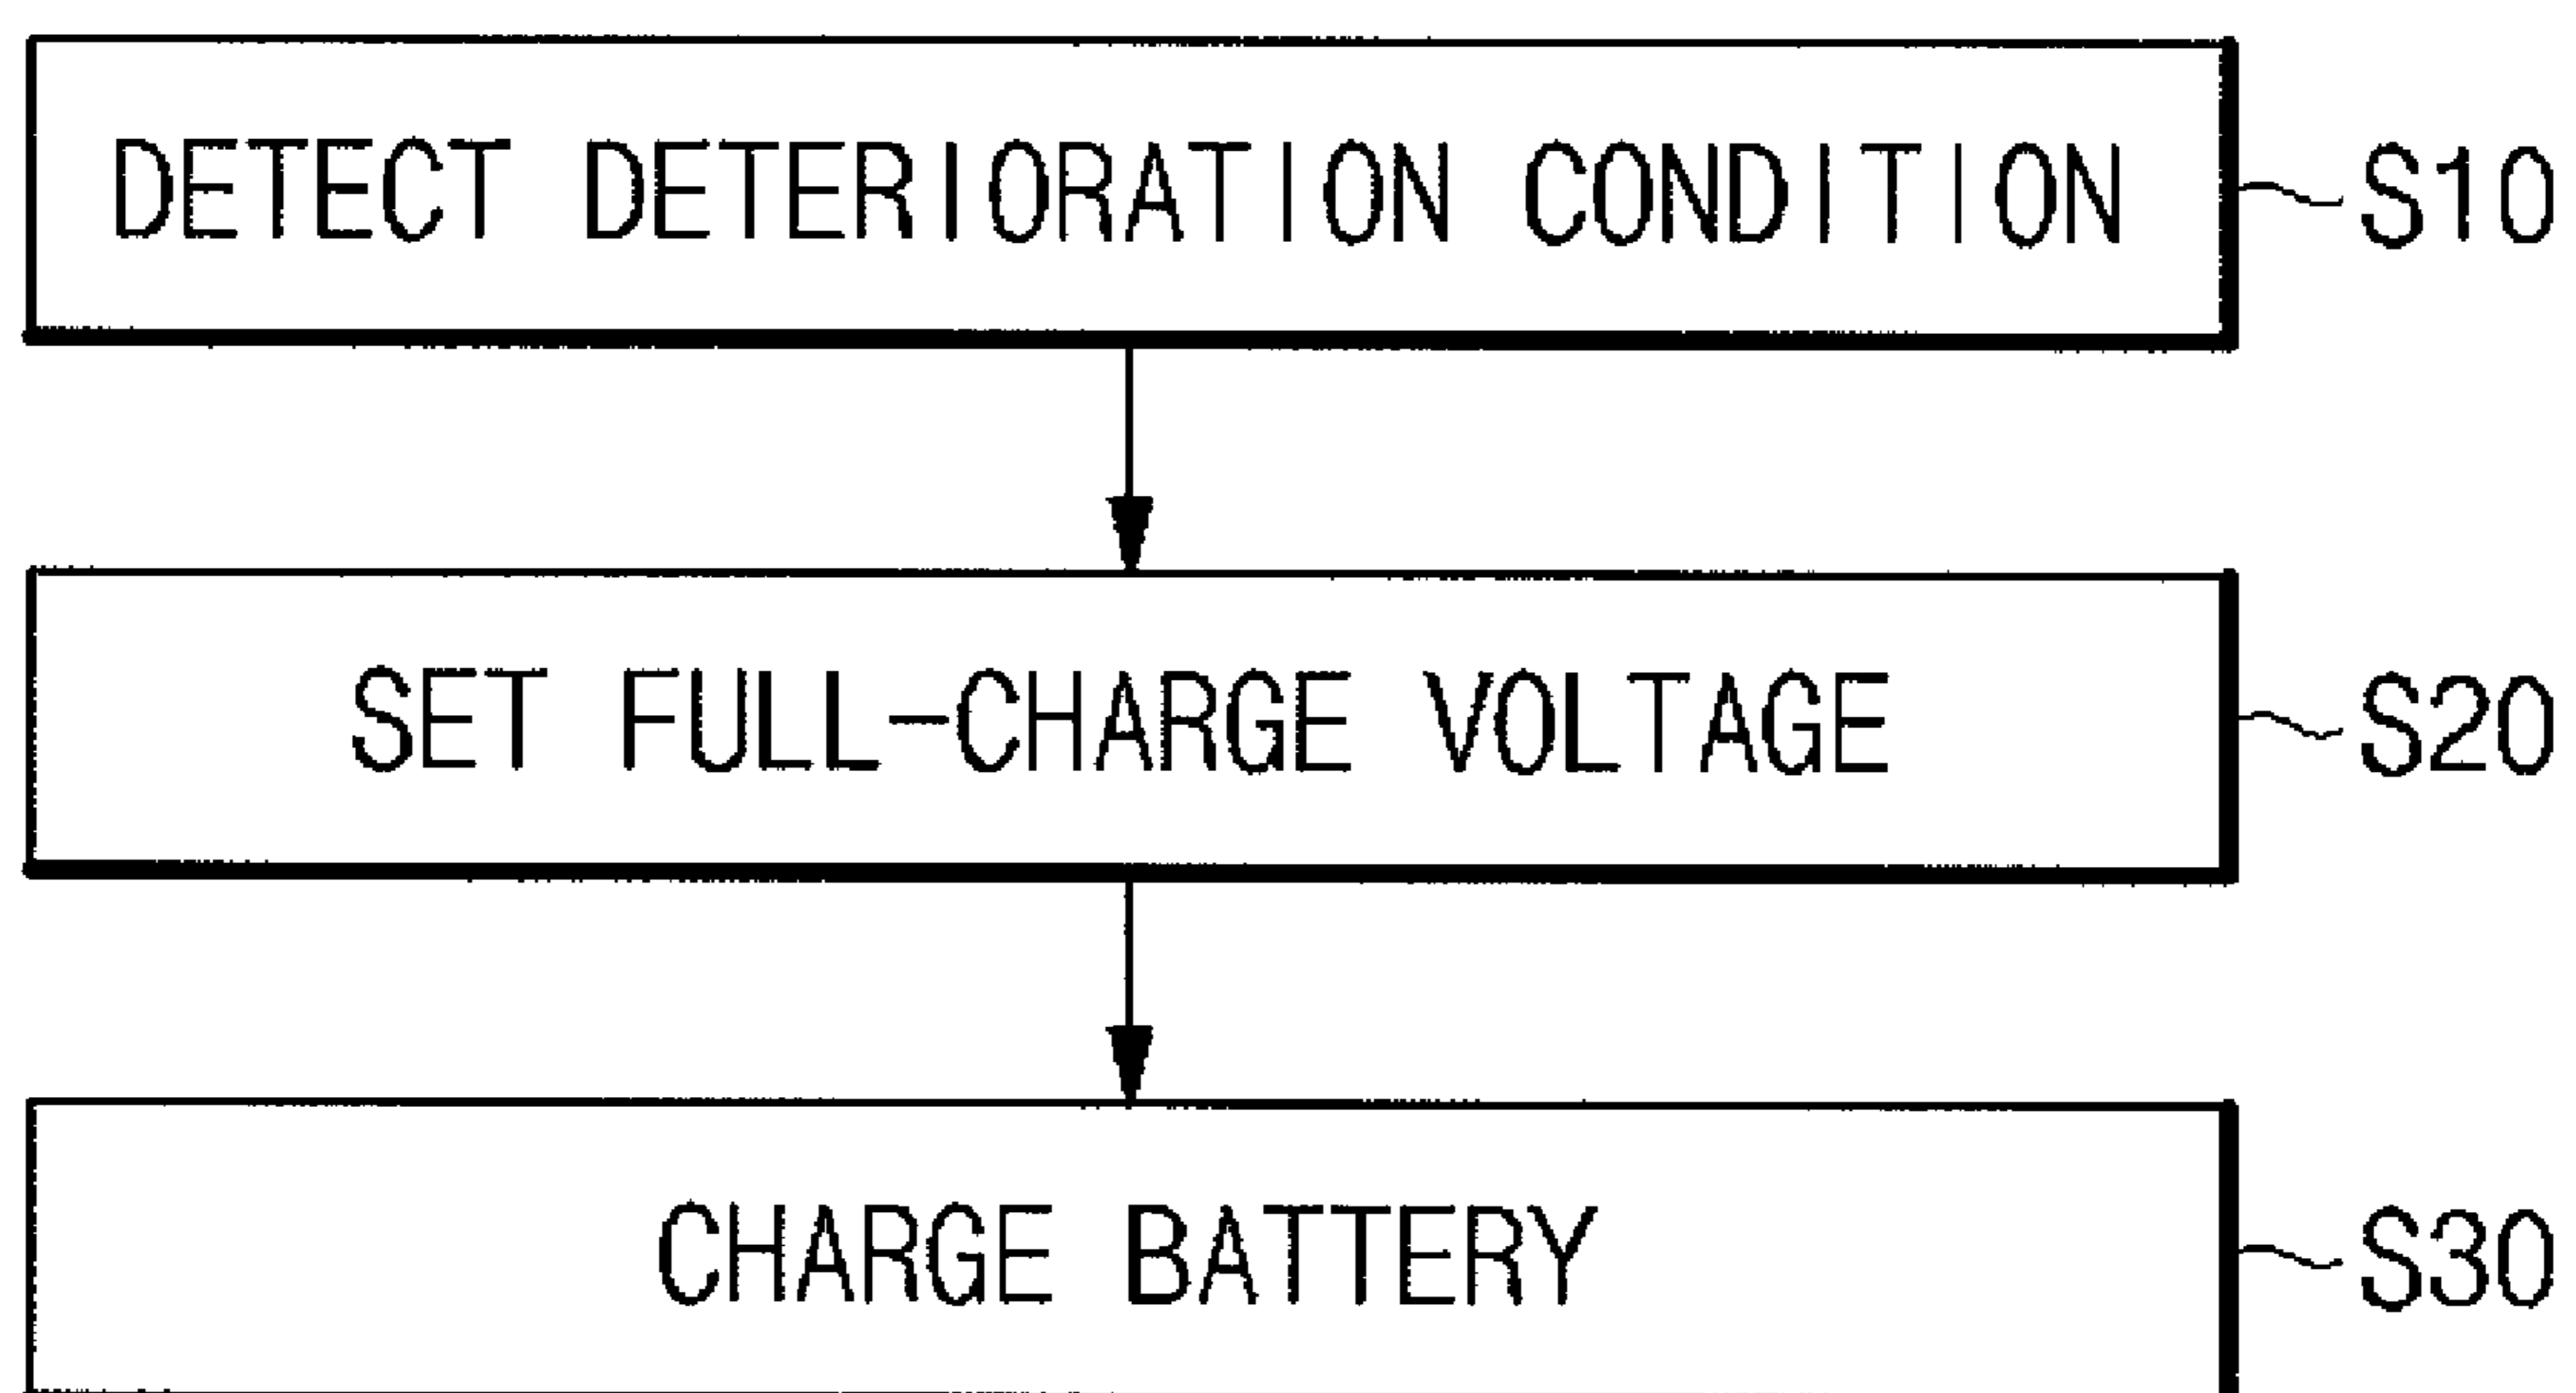 DETECT DETERIORATION CONDITION S10
SET FULL-CHARGE VOLTAGE S20
CHARGE BATTERY S30